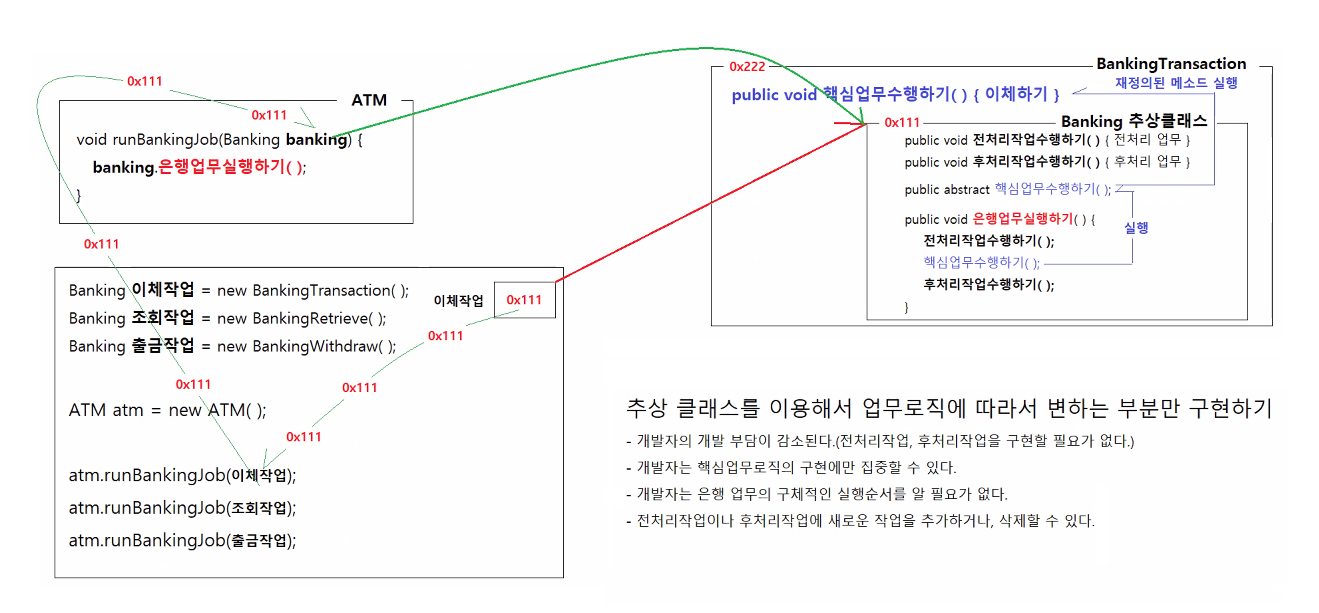 0x111
0x111
ATM
void runBankingJob(Banking banking) {
banking.은행업무실행하기( );
}
0x111
Banking 이체작업 = new BankingTransaction( );
Banking 조회작업 = new BankingRetrieve( );
Banking 출금작업 = new BankingWithdraw( );
이체작업
0x111
0x111
0x111
0x111
ATM atm = new ATM( );
0x111
atm.runBankingJob(이체작업);
atm.runBankingJob(조회작업);
atm.runBankingJob(출금작업);
0x222
BankingTransaction
재정의된 메소드 실행
public void 핵심업무수행하기( ) { 이체하기 }
0x111
Banking 추상클래스
public void 전처리작업수행하기( ) { 전처리 업무 }
public void 후처리작업수행하기( ) { 후처리 업무 }
public abstract 핵심업무수행하기( );
public void 은행업무실행하기( ) {
실행
전처리작업수행하기( );
핵심업무수행하기( );
후처리작업수행하기( );
}
추상 클래스를 이용해서 업무로직에 따라서 변하는 부분만 구현하기
- 개발자의 개발 부담이 감소된다.(전처리작업, 후처리작업을 구현할 필요가 없다.)
- 개발자는 핵심업무로직의 구현에만 집중할 수 있다.
- 개발자는 은행 업무의 구체적인 실행순서를 알 필요가 없다.
- 전처리작업이나 후처리작업에 새로운 작업을 추가하거나, 삭제할 수 있다.